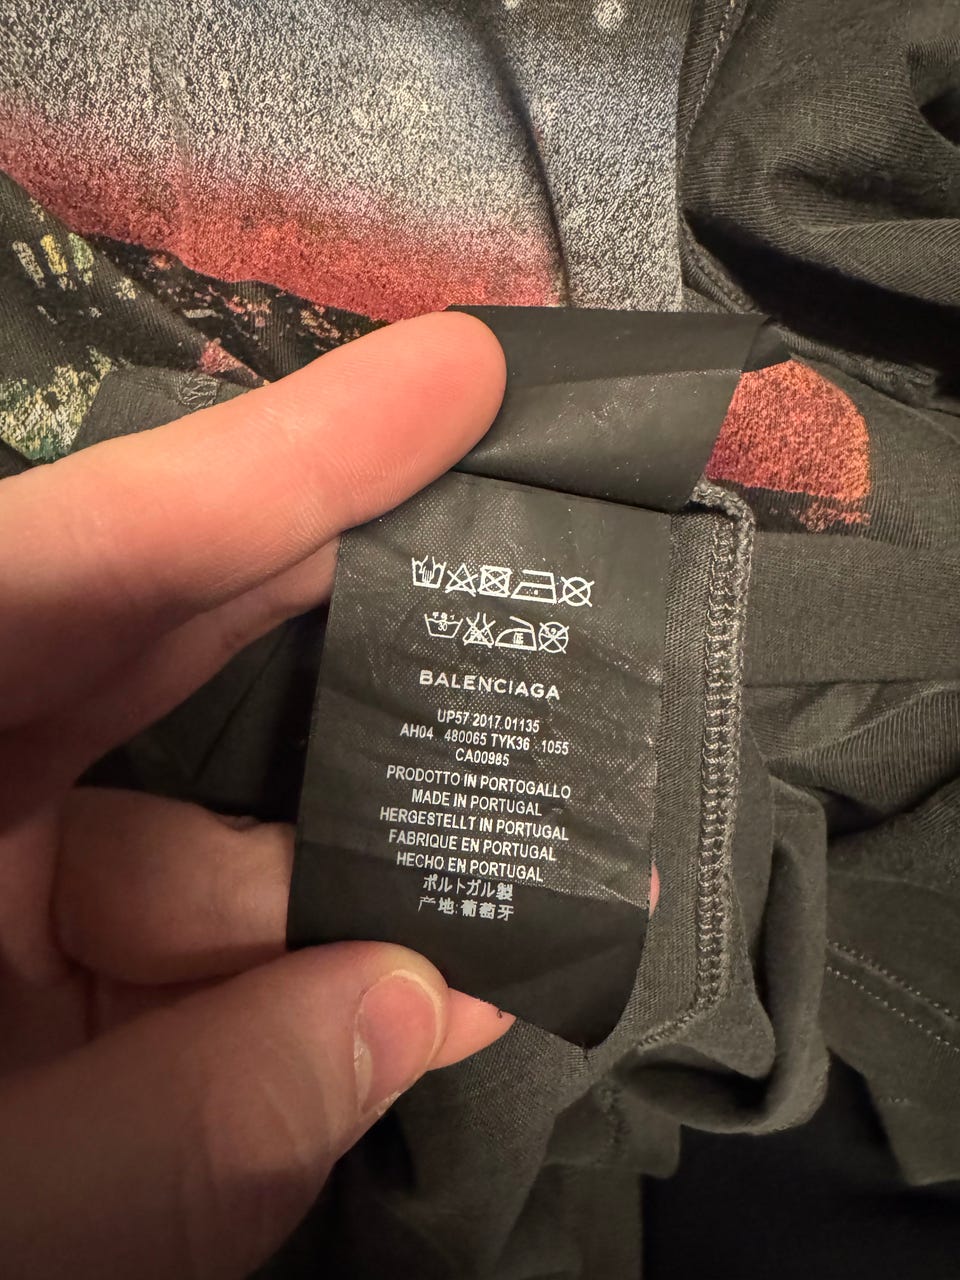 30
BALENCIAGA
UP57 2017 01135
AH04 480065 TYK36 1055
CA00985
PRODOTTO IN PORTOGALLO
MADE IN PORTUGAL
HERGESTELLT IN PORTUGAL
FABRIQUE EN PORTUGAL
HECHO EN PORTUGAL
ポルトガル製
产地:葡萄牙